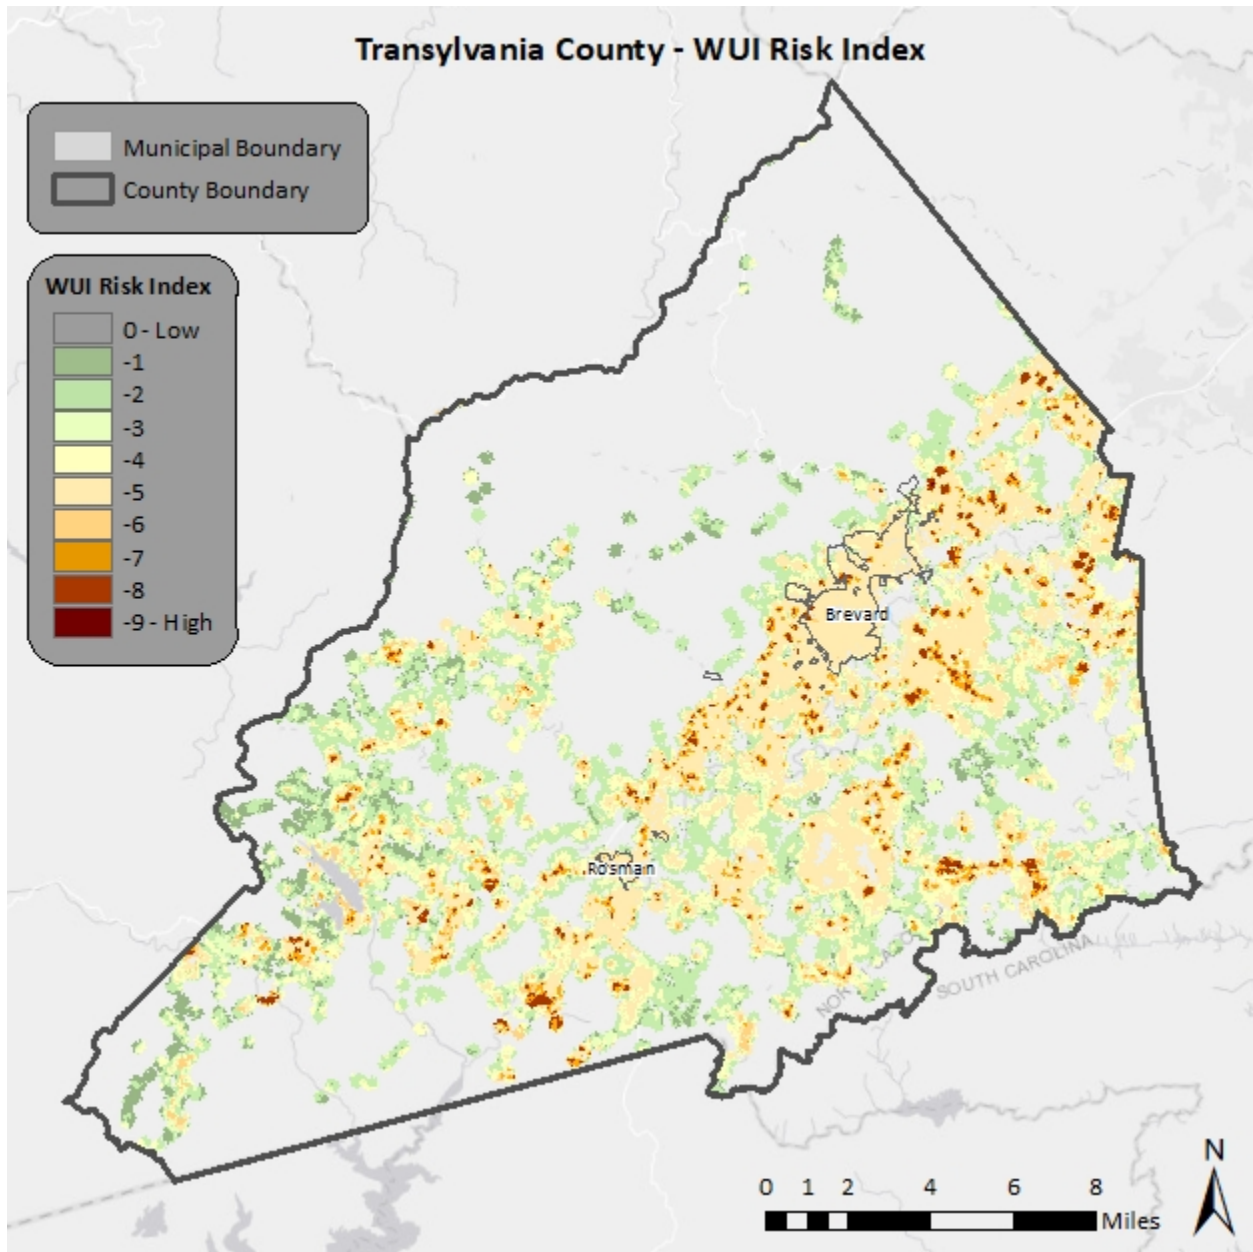 Transylvania County - WUI Risk Index
Municipal Boundary
County Boundary
WUI Risk Index
0 - Low
-1
-2
-3
-4
-5
-6
-7
-8
-9 - High
Brevard
Rosman
SOUTH CAROLINA
N
0 1 2 4 6 8
Miles